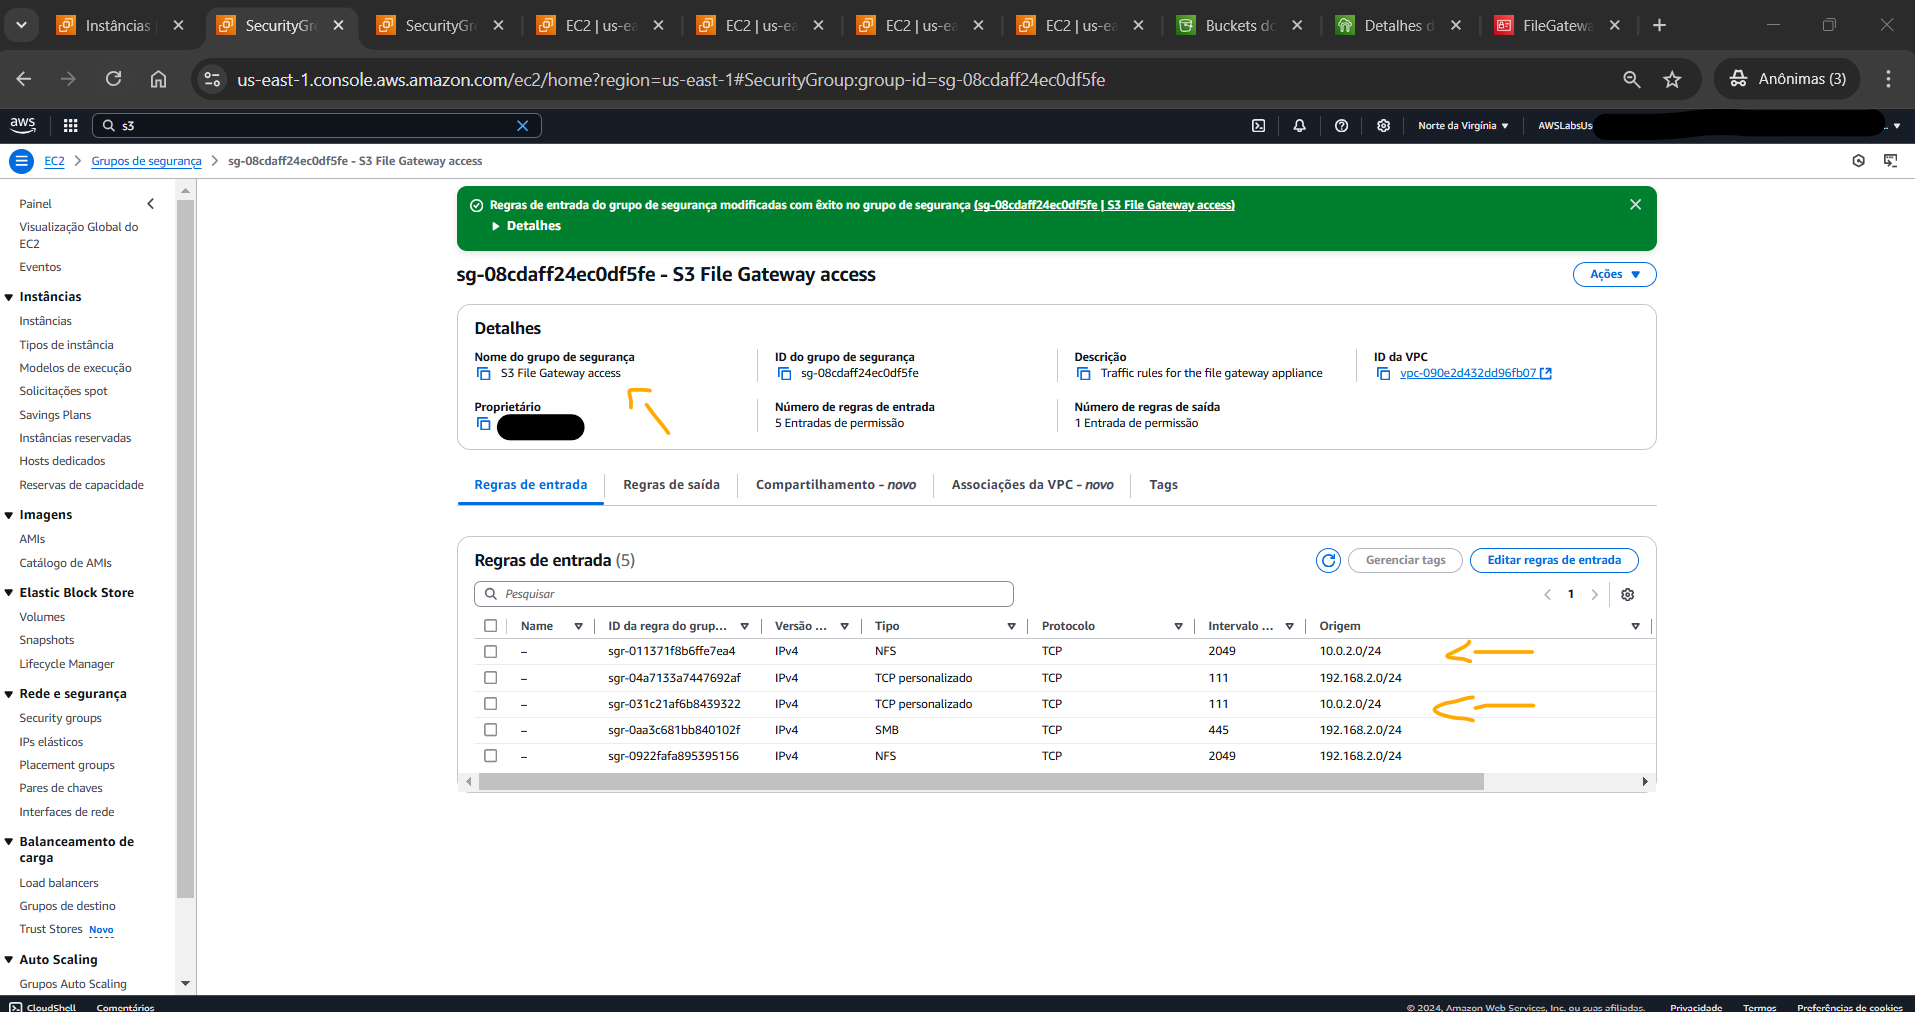 Instâncias
SecurityGro
SecurityGro
EC2 | us-ea
EC2 | us-ea
EC2 | us-ea
EC2 | us-ea
Buckets do
Detalhes d
FileGatewa
us-east-1.console.aws.amazon.com/ec2/home?region=us-east-1#SecurityGroup:group-id=sg-08cdaff24ec0df5fe
Anônimas (3)
aws
s3
Norte da Virgínia
AWSLabsUs
EC2 > Grupos de segurança > sg-08cdaff24ec0df5fe - S3 File Gateway access
Painel
Visualização Global do
EC2
Eventos
Instâncias
Instâncias
Tipos de instância
Modelos de execução
Solicitações spot
Savings Plans
Instâncias reservadas
Hosts dedicados
Reservas de capacidade
Imagens
AMIs
Catálogo de AMIs
Elastic Block Store
Volumes
Snapshots
Lifecycle Manager
Rede e segurança
Security groups
IPs elásticos
Placement groups
Pares de chaves
Interfaces de rede
Balanceamento de
carga
Load balancers
Grupos de destino
Trust Stores Novo
Auto Scaling
Grupos Auto Scaling
Regras de entrada do grupo de segurança modificadas com êxito no grupo de segurança (sg-08cdaff24ec0df5fe | S3 File Gateway access)
Detalhes
sg-08cdaff24ec0df5fe - S3 File Gateway access
Ações
Detalhes
Nome do grupo de segurança
S3 File Gateway access
ID do grupo de segurança
sg-08cdaff24ec0df5fe
Descrição
Traffic rules for the file gateway appliance
ID da VPC
vpc-090e2d432dd96fb07
Proprietário
Número de regras de entrada
5 Entradas de permissão
Número de regras de saída
1 Entrada de permissão
Regras de entrada
Regras de saída
Compartilhamento - novo
Associações da VPC - novo
Tags
Regras de entrada (5)
Gerenciar tags
Editar regras de entrada
Pesquisar
1
Name ID da regra do grup... Versão ... Tipo Protocolo Intervalo ... Origem
– sgr-011371f8b6ffe7ea4 IPv4 NFS TCP 2049 10.0.2.0/24
– sgr-04a7133a7447692af IPv4 TCP personalizado TCP 111 192.168.2.0/24
– sgr-031c21af6b8439322 IPv4 TCP personalizado TCP 111 10.0.2.0/24
– sgr-0aa3c681bb840102f IPv4 SMB TCP 445 192.168.2.0/24
– sgr-0922fafa895395156 IPv4 NFS TCP 2049 192.168.2.0/24
CloudShell
Comentários
© 2024, Amazon Web Services, Inc. ou suas afiliadas.
Privacidade
Termos
Preferências de cookies